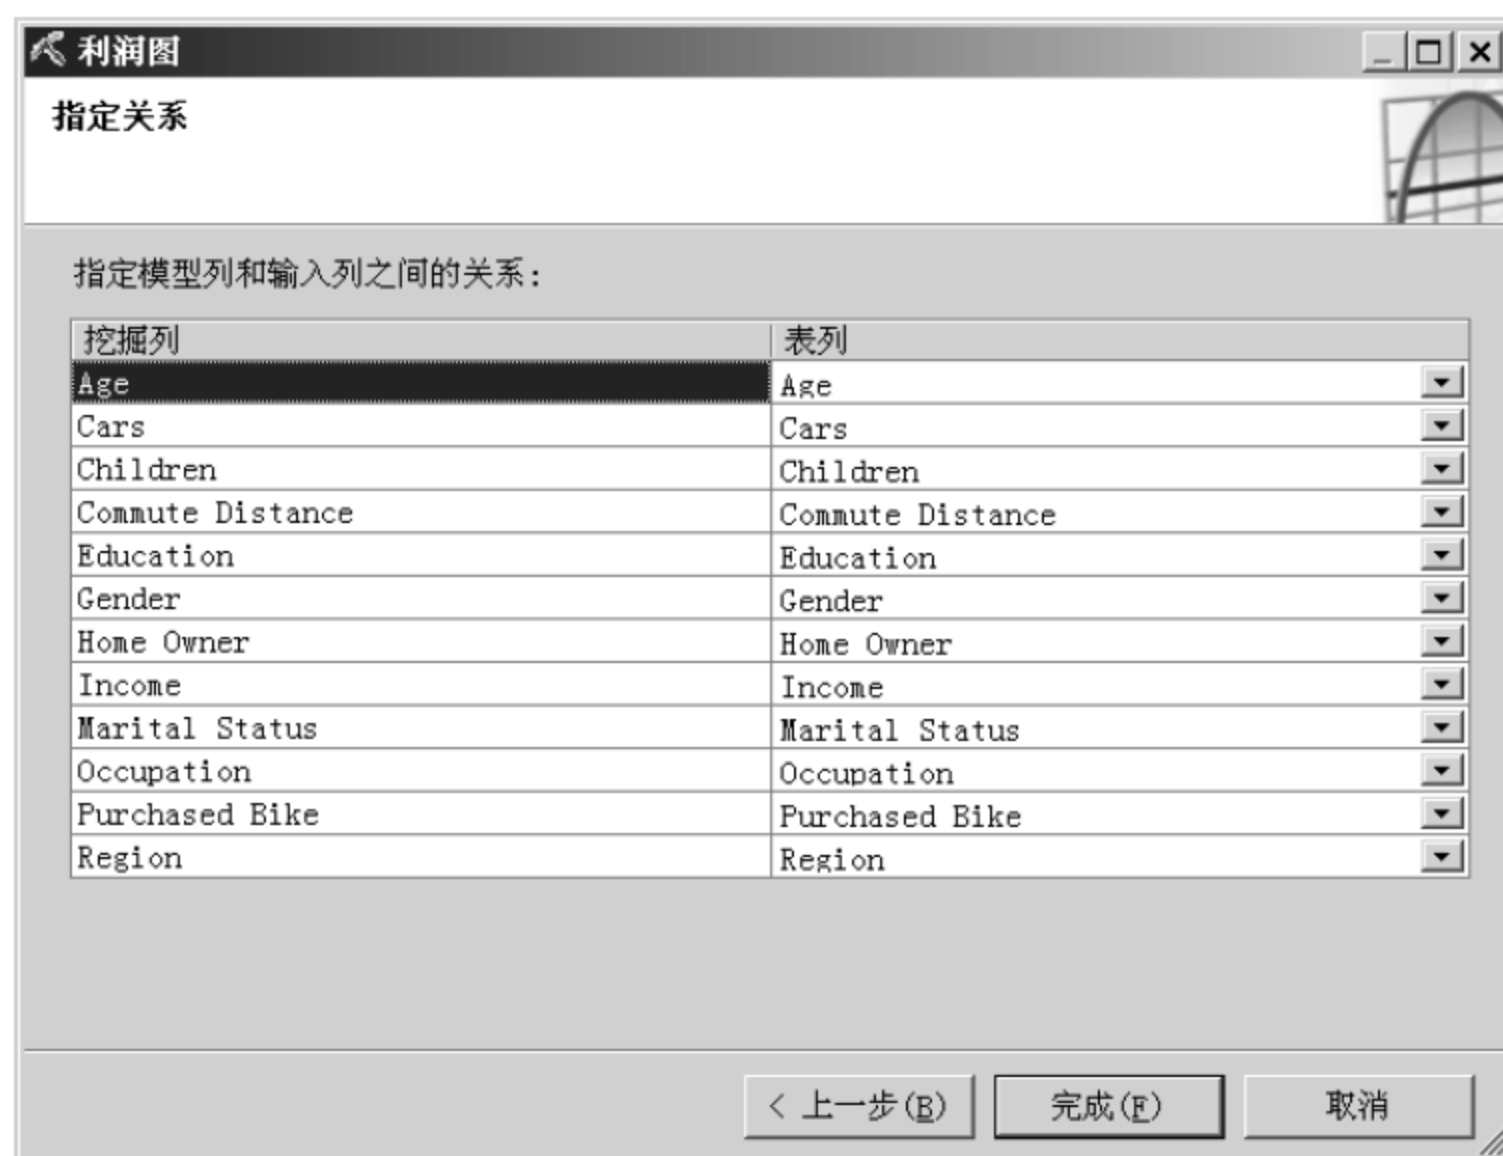 利润图
指定关系
指定模型列和输入列之间的关系:
挖掘列 表列
Age Age
Cars Cars
Children Children
Commute Distance Commute Distance
Education Education
Gender Gender
Home Owner Home Owner
Income Income
Marital Status Marital Status
Occupation Occupation
Purchased Bike Purchased Bike
Region Region
< 上一步(B) 完成(F) 取消